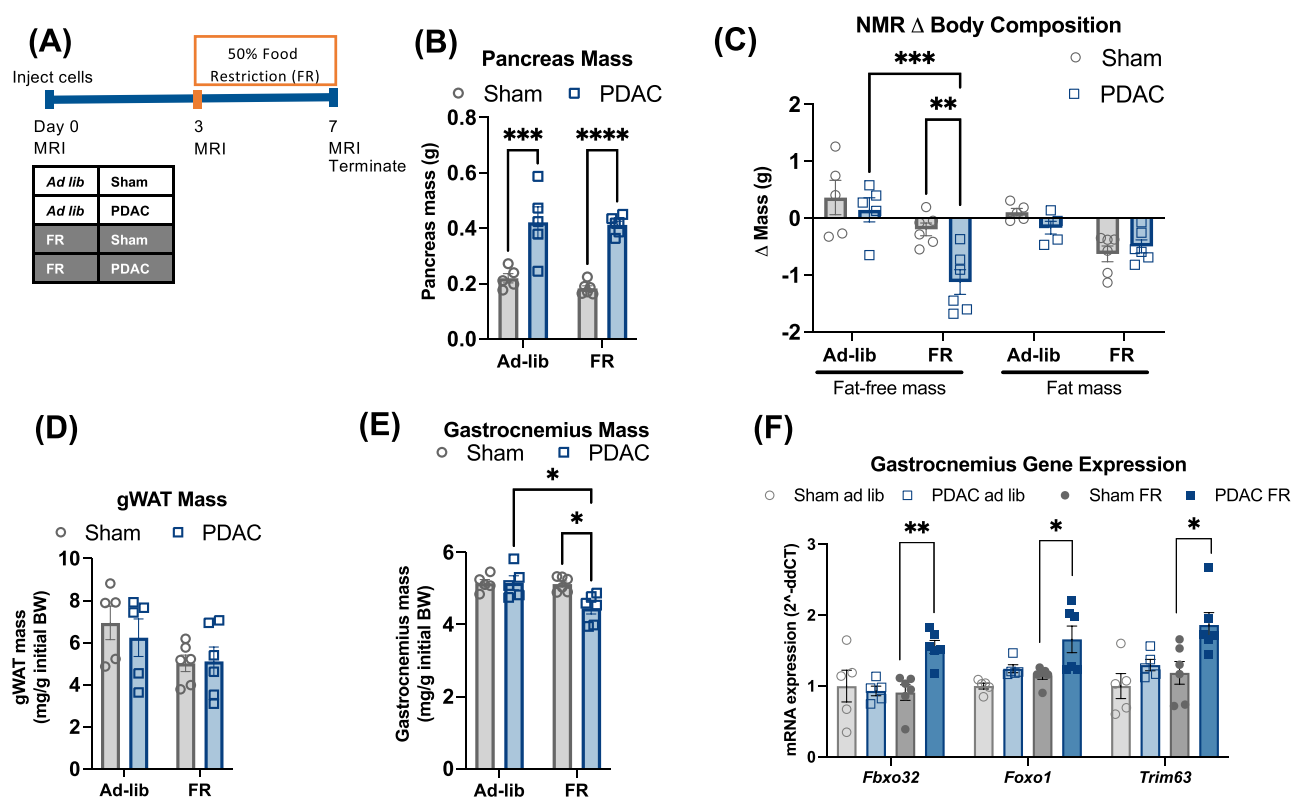 (A)
50% Food
Restriction (FR)
Inject cells
Day 0
MRI
3
MRI
7
MRI
Terminate
Ad lib Sham
Ad lib PDAC
FR Sham
FR PDAC
(B)
Pancreas Mass
Sham PDAC
*** ****
Pancreas mass (g)
0.8
0.6
0.4
0.2
0.0
Ad-lib FR
(C)
NMR Δ Body Composition
Sham
PDAC
***
**
Δ Mass (g)
2
1
0
-1
-2
Ad-lib FR Ad-lib FR
Fat-free mass Fat mass
(D)
gWAT Mass
Sham PDAC
gWAT mass
(mg/g initial BW)
10
8
6
4
2
0
Ad-lib FR
(E)
Gastrocnemius Mass
Sham PDAC
*
*
Gastrocnemius mass
(mg/g initial BW)
6
4
2
0
Ad-lib FR
(F)
Gastrocnemius Gene Expression
Sham ad lib PDAC ad lib Sham FR PDAC FR
** * *
mRNA expression (2^-ddCT)
3
2
1
0
Fbxo32 Foxo1 Trim63